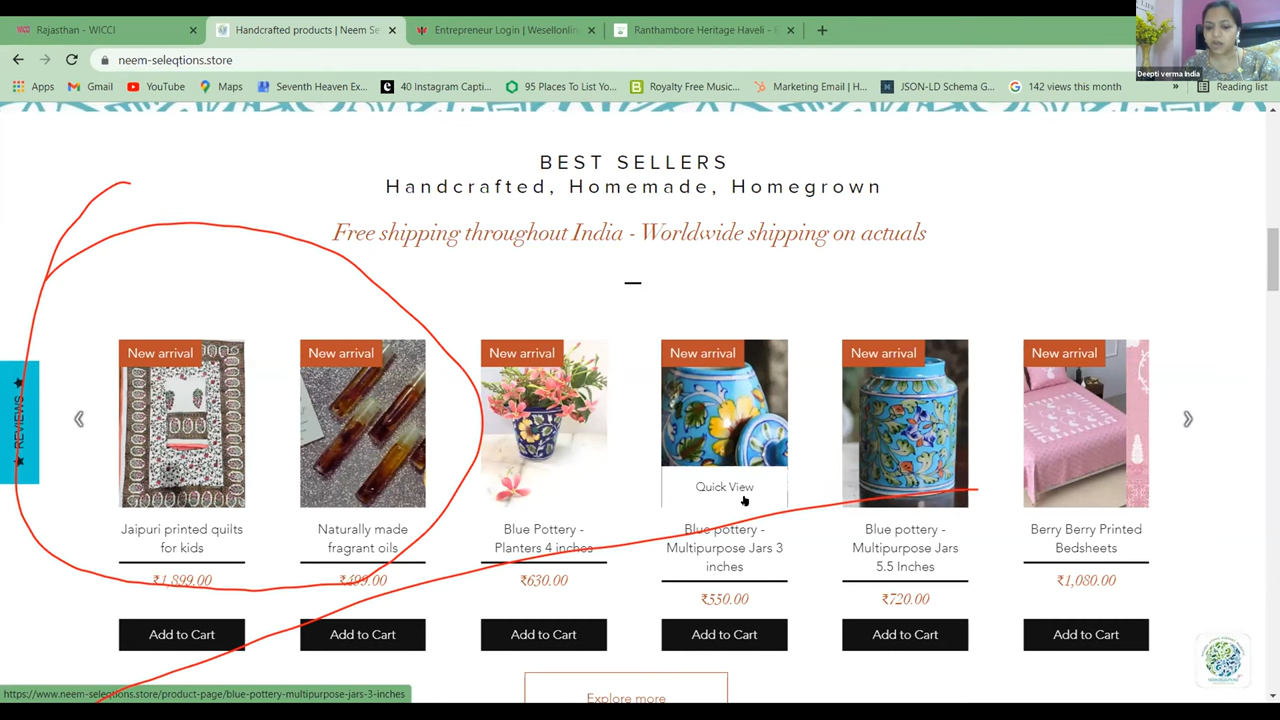 Rajasthan - WICCI
Handcrafted products | Neem Se
Entrepreneur Login | Wesellonlin
Ranthambore Heritage Haveli -
Deepti verma India
neem-seleqtions.store
Apps
Gmail
YouTube
Maps
Seventh Heaven Ex...
40 Instagram Capti...
95 Places To List Yo...
Royalty Free Music...
Marketing Email | H...
JSON-LD Schema G...
142 views this month
»
Reading list
BEST SELLERS
Handcrafted, Homemade, Homegrown
Free shipping throughout India - Worldwide shipping on actuals
REVIEWS
New arrival
New arrival
New arrival
New arrival
New arrival
New arrival
Quick View
Jaipuri printed quilts
for kids
₹1,899.00
Add to Cart
Naturally made
fragrant oils
₹499.00
Add to Cart
Blue Pottery -
Planters 4 inches
₹630.00
Add to Cart
Blue pottery -
Multipurpose Jars 3
inches
₹550.00
Add to Cart
Blue pottery -
Multipurpose Jars
5.5 Inches
₹720.00
Add to Cart
Berry Berry Printed
Bedsheets
₹1,080.00
Add to Cart
Explore more
https://www.neem-seleqtions.store/product-page/blue-pottery-multipurpose-jars-3-inches